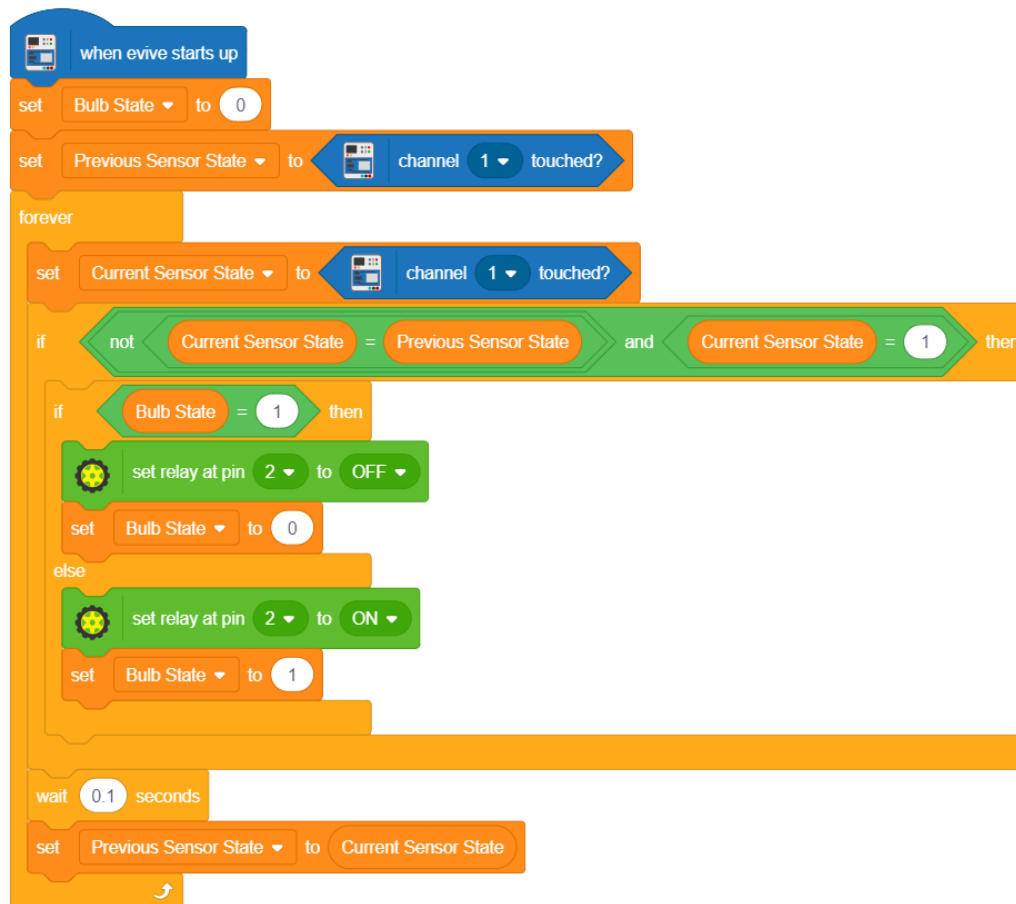 when evive starts up
set Bulb State to 0
set Previous Sensor State to channel 1 touched?
forever
set Current Sensor State to channel 1 touched?
if not Current Sensor State = Previous Sensor State and Current Sensor State = 1 then
if Bulb State = 1 then
set relay at pin 2 to OFF
set Bulb State to 0
else
set relay at pin 2 to ON
set Bulb State to 1
wait 0.1 seconds
set Previous Sensor State to Current Sensor State